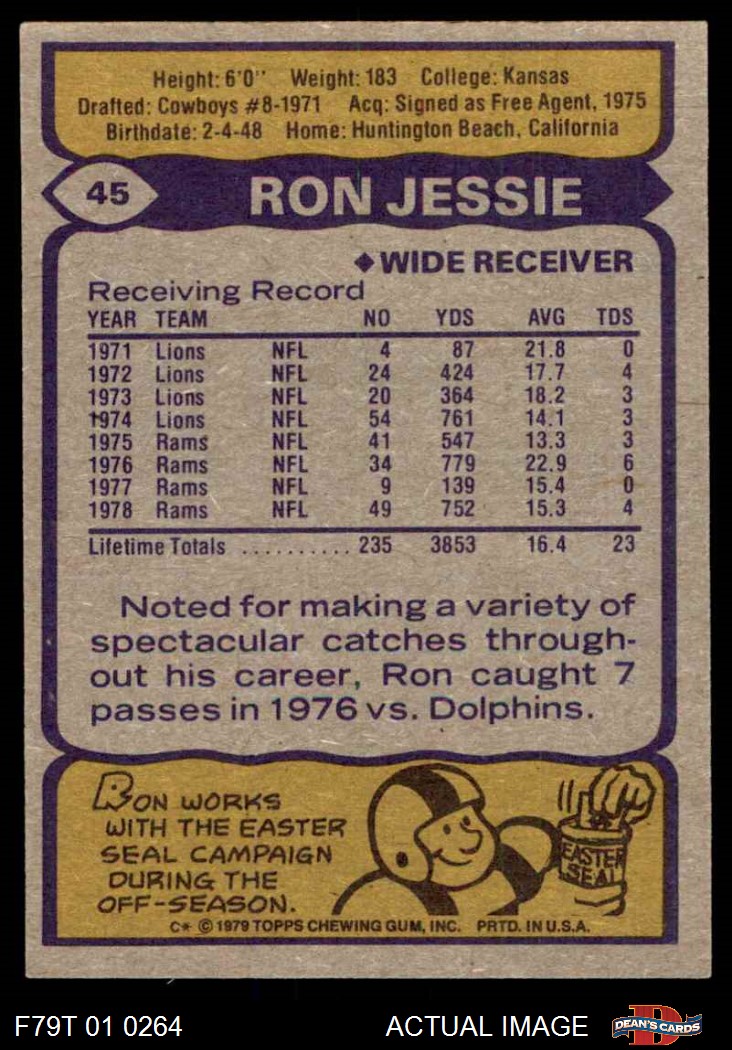 Height: 6'0" Weight: 183 College: Kansas
Drafted: Cowboys #8-1971 Acq: Signed as Free Agent, 1975
Birthdate: 2-4-48 Home: Huntington Beach, California
45 RON JESSIE
◆WIDE RECEIVER
Receiving Record
YEAR TEAM NO YDS AVG TDS
1971 Lions NFL 4 87 21.8 0
1972 Lions NFL 24 424 17.7 4
1973 Lions NFL 20 364 18.2 3
1974 Lions NFL 54 761 14.1 3
1975 Rams NFL 41 547 13.3 3
1976 Rams NFL 34 779 22.9 6
1977 Rams NFL 9 139 15.4 0
1978 Rams NFL 49 752 15.3 4
Lifetime Totals .......... 235 3853 16.4 23
Noted for making a variety of
spectacular catches through-
out his career, Ron caught 7
passes in 1976 vs. Dolphins.
RON WORKS
WITH THE EASTER
SEAL CAMPAIGN
DURING THE
OFF-SEASON.
EASTER
SEAL
C* © 1979 TOPPS CHEWING GUM, INC. PRTD. IN U.S.A.
F79T 01 0264 ACTUAL IMAGE
D
DEAN'S CARDS